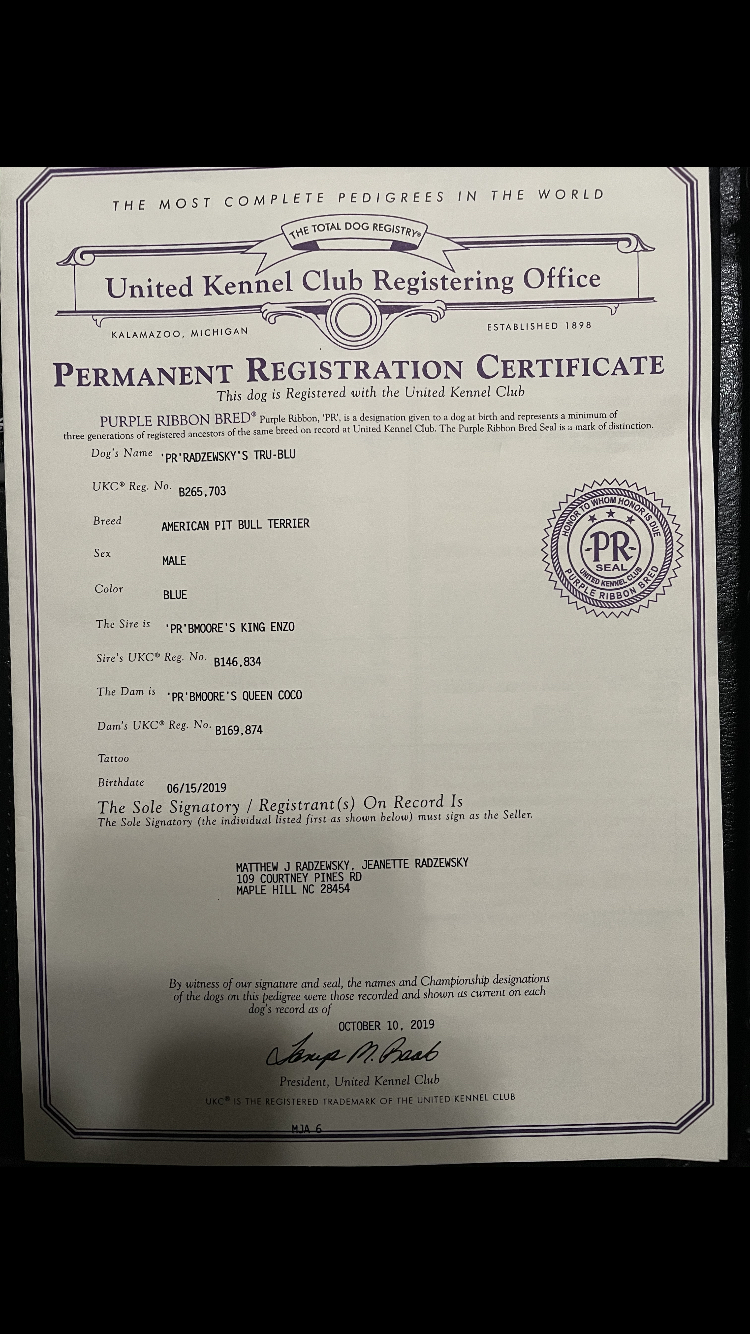 THE MOST COMPLETE PEDIGREES IN THE WORLD
THE TOTAL DOG REGISTRY®
United Kennel Club Registering Office
KALAMAZOO, MICHIGAN
ESTABLISHED 1898
PERMANENT REGISTRATION CERTIFICATE
This dog is Registered with the United Kennel Club
PURPLE RIBBON BRED® Purple Ribbon, 'PR', is a designation given to a dog at birth and represents a minimum of
three generations of registered ancestors of the same breed on record at United Kennel Club. The Purple Ribbon Bred Seal is a mark of distinction.
Dog's Name 'PR'RADZEWSKY'S TRU-BLU
UKC® Reg. No. B265,703
Breed AMERICAN PIT BULL TERRIER
Sex MALE
Color BLUE
HONOR TO WHOM HONOR IS DUE
-PR-
SEAL
UNITED KENNEL CLUB
PURPLE RIBBON BRED
The Sire is 'PR'BMOORE'S KING ENZO
Sire's UKC® Reg. No. B146,834
The Dam is 'PR'BMOORE'S QUEEN COCO
Dam's UKC® Reg. No. B169,874
Tattoo
Birthdate 06/15/2019
The Sole Signatory / Registrant(s) On Record Is
The Sole Signatory (the individual listed first as shown below) must sign as the Seller.
MATTHEW J RADZEWSKY, JEANETTE RADZEWSKY
109 COURTNEY PINES RD
MAPLE HILL NC 28454
By witness of our signature and seal, the names and Championship designations
of the dogs on this pedigree were those recorded and shown as current on each
dog's record as of
OCTOBER 10, 2019
President, United Kennel Club
UKC® IS THE REGISTERED TRADEMARK OF THE UNITED KENNEL CLUB
MJA 6